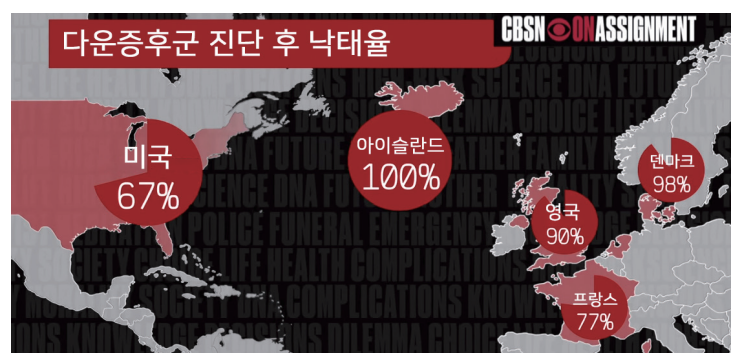 다운증후군 진단 후 낙태율
CBSN ON ASSIGNMENT
미국
67%
아이슬란드
100%
덴마크
98%
영국
90%
프랑스
77%